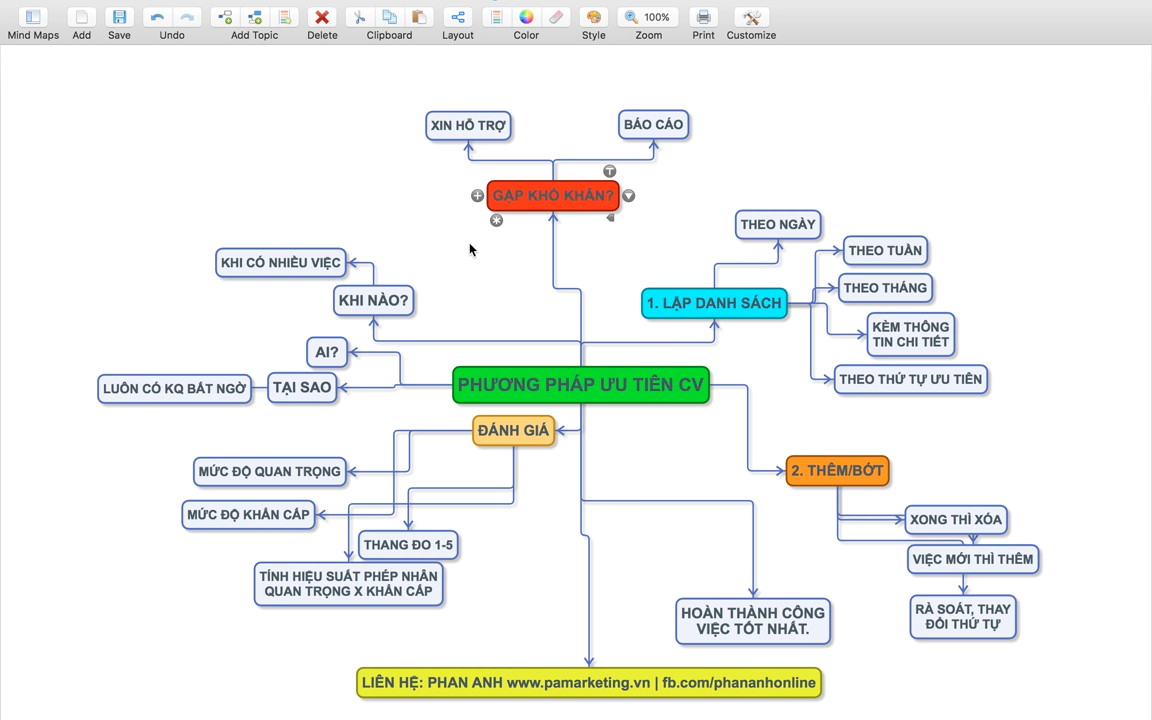 Mind Maps
Add
Save
Undo
Add Topic
Delete
Clipboard
Layout
Color
Style
100%
Zoom
Print
Customize
XIN HỖ TRỢ
BÁO CÁO
GẶP KHÓ KHĂN?
THEO NGÀY
KHI CÓ NHIỀU VIỆC
THEO TUẦN
KHI NÀO?
THEO THÁNG
1. LẬP DANH SÁCH
KÈM THÔNG
TIN CHI TIẾT
AI?
LUÔN CÓ KQ BẤT NGỜ
TẠI SAO
PHƯƠNG PHÁP ƯU TIÊN CV
THEO THỨ TỰ ƯU TIÊN
ĐÁNH GIÁ
MỨC ĐỘ QUAN TRỌNG
2. THÊM/BỚT
MỨC ĐỘ KHẨN CẤP
XONG THÌ XÓA
THANG ĐO 1-5
VIỆC MỚI THÌ THÊM
TÍNH HIỆU SUẤT PHÉP NHÂN
QUAN TRỌNG X KHẨN CẤP
HOÀN THÀNH CÔNG
VIỆC TỐT NHẤT.
RÀ SOÁT, THAY
ĐỔI THỨ TỰ
LIÊN HỆ: PHAN ANH www.pamarketing.vn | fb.com/phananhonline